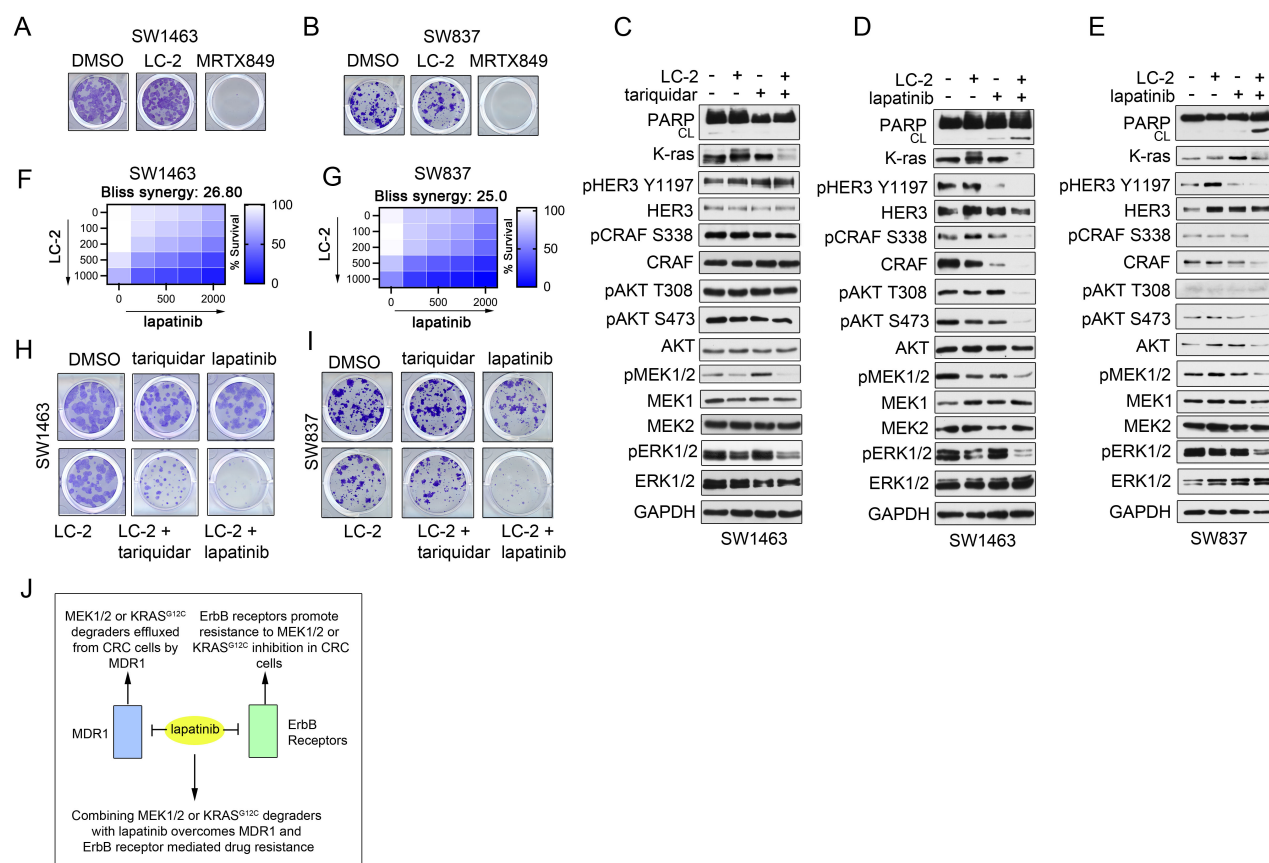 A
SW1463
DMSO LC-2 MRTX849
B
SW837
DMSO LC-2 MRTX849
C
LC-2 - + - +
tariquidar - - + +
PARP
CL
K-ras
pHER3 Y1197
HER3
pCRAF S338
CRAF
pAKT T308
pAKT S473
AKT
pMEK1/2
MEK1
MEK2
pERK1/2
ERK1/2
GAPDH
SW1463
D
LC-2 - + - +
lapatinib - - + +
PARP
CL
K-ras
pHER3 Y1197
HER3
pCRAF S338
CRAF
pAKT T308
pAKT S473
AKT
pMEK1/2
MEK1
MEK2
pERK1/2
ERK1/2
GAPDH
SW1463
E
LC-2 - + - +
lapatinib - - + +
PARP
CL
K-ras
pHER3 Y1197
HER3
pCRAF S338
CRAF
pAKT T308
pAKT S473
AKT
pMEK1/2
MEK1
MEK2
pERK1/2
ERK1/2
GAPDH
SW837
F
SW1463
Bliss synergy: 26.80
LC-2
0
100
200
500
1000
0 500 2000
lapatinib
100
50
0
% Survival
G
SW837
Bliss synergy: 25.0
LC-2
0
100
200
500
1000
0 500 2000
lapatinib
100
50
0
% Survival
H
SW1463
DMSO tariquidar lapatinib
LC-2 LC-2 + LC-2 +
tariquidar lapatinib
I
SW837
DMSO tariquidar lapatinib
LC-2 LC-2 + LC-2 +
tariquidar lapatinib
J
MEK1/2 or KRASG12C
degraders effluxed
from CRC cells by
MDR1
ErbB receptors promote
resistance to MEK1/2 or
KRASG12C inhibition in CRC
cells
MDR1
lapatinib
ErbB
Receptors
Combining MEK1/2 or KRASG12C degraders
with lapatinib overcomes MDR1 and
ErbB receptor mediated drug resistance